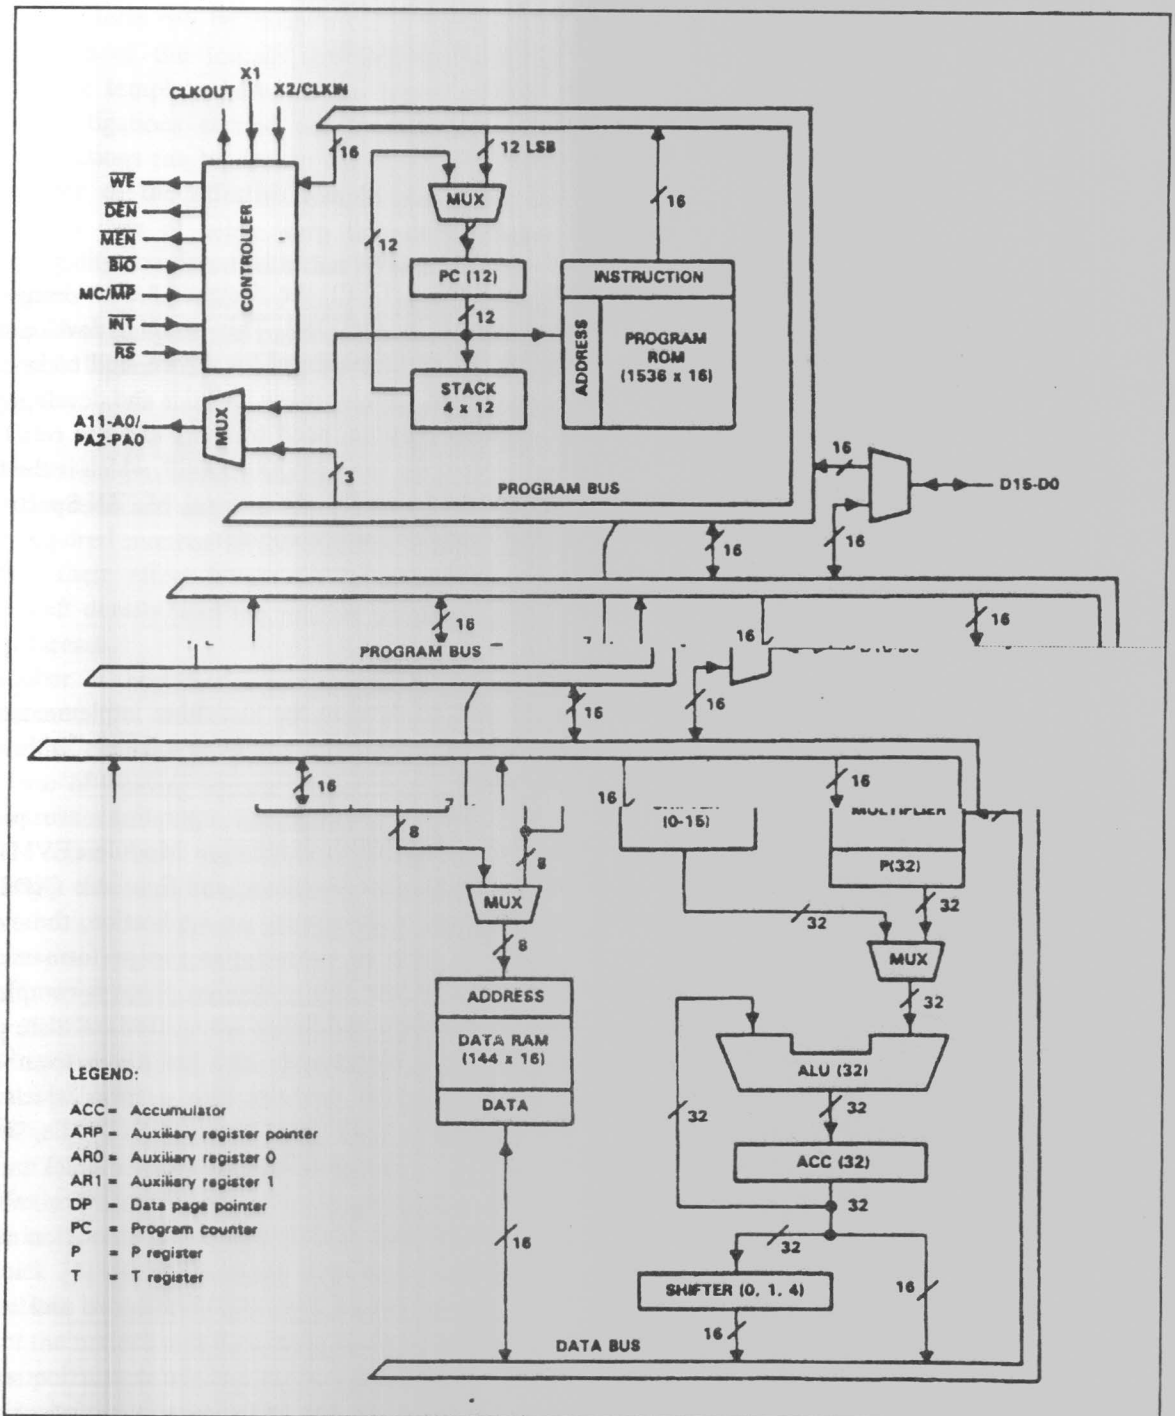 X1
CLKOUT X2/CLKIN
16
12 LSB
WE
DEN
MEN
BIO
MC/MP
INT
RS
CONTROLLER
MUX
16
12
PC (12)
INSTRUCTION
12
ADDRESS
PROGRAM
ROM
(1536 x 16)
STACK
4 x 12
A11-A0/
PA2-PA0
MUX
3
16
PROGRAM BUS
D15-D0
16
16
16
16
16
PROGRAM BUS
16
16
16
16
16
16
(0-15)
MULTIPLIER
8
8
P(32)
MUX
32
32
8
MUX
ADDRESS
32
DATA RAM
(144 x 16)
ALU (32)
LEGEND:
DATA
32
32
ACC = Accumulator
ARP = Auxiliary register pointer
AR0 = Auxiliary register 0
ACC (32)
AR1 = Auxiliary register 1
DP = Data page pointer
32
PC = Program counter
P = P register
16
32
T = T register
SHIFTER (0, 1, 4)
16
16
DATA BUS